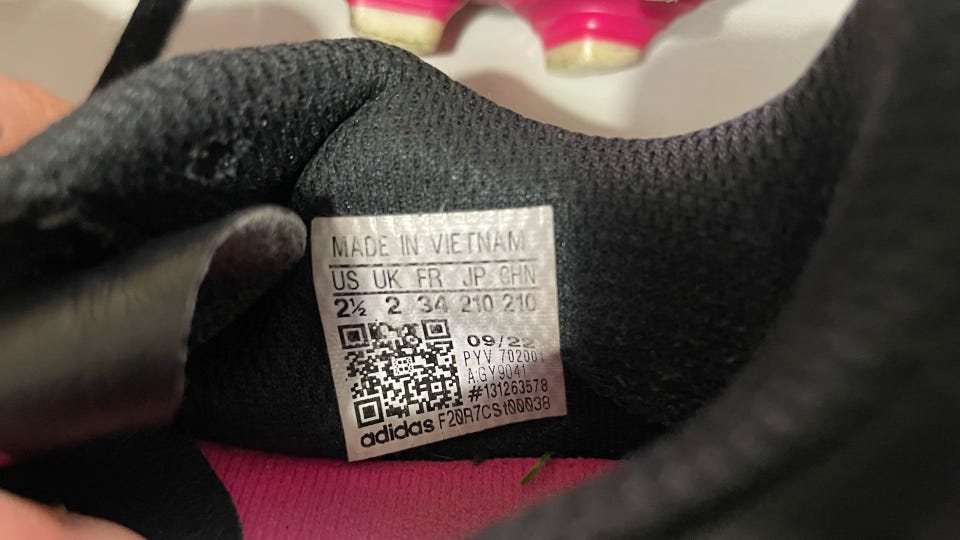 MADE IN VIETNAM
US UK FR JP CHN
2½ 2 34 210 210
09/22
PYV 702001
A:GY9041
#131263578
adidas F20R7CSt00038